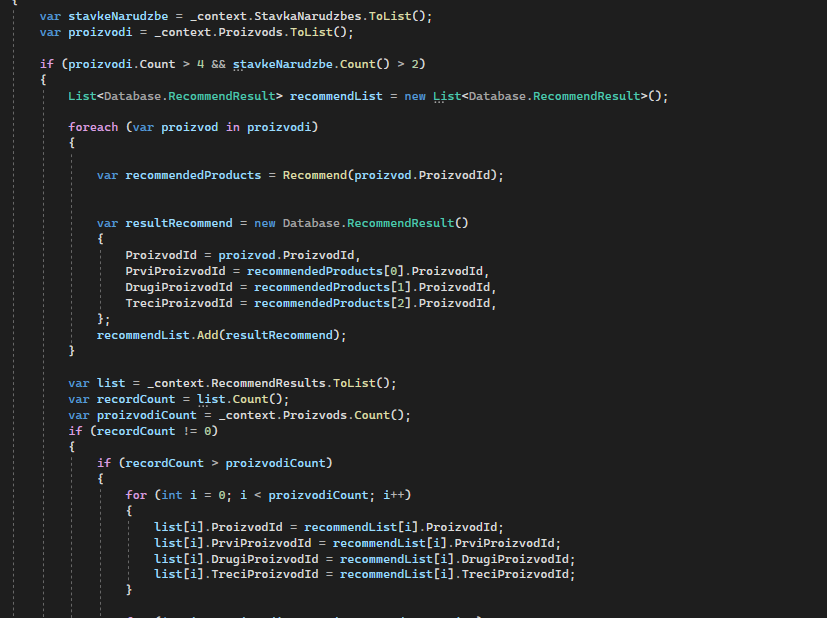 {
var stavkeNarudzbe = _context.StavkaNarudzbes.ToList();
var proizvodi = _context.Proizvods.ToList();
if (proizvodi.Count > 4 && stavkeNarudzbe.Count() > 2)
{
List<Database.RecommendResult> recommendList = new List<Database.RecommendResult>();
foreach (var proizvod in proizvodi)
{
var recommendedProducts = Recommend(proizvod.ProizvodId);
var resultRecommend = new Database.RecommendResult()
{
ProizvodId = proizvod.ProizvodId,
PrviProizvodId = recommendedProducts[0].ProizvodId,
DrugiProizvodId = recommendedProducts[1].ProizvodId,
TreciProizvodId = recommendedProducts[2].ProizvodId,
};
recommendList.Add(resultRecommend);
}
var list = _context.RecommendResults.ToList();
var recordCount = list.Count();
var proizvodiCount = _context.Proizvods.Count();
if (recordCount != 0)
{
if (recordCount > proizvodiCount)
{
for (int i = 0; i < proizvodiCount; i++)
{
list[i].ProizvodId = recommendList[i].ProizvodId;
list[i].PrviProizvodId = recommendList[i].PrviProizvodId;
list[i].DrugiProizvodId = recommendList[i].DrugiProizvodId;
list[i].TreciProizvodId = recommendList[i].TreciProizvodId;
}